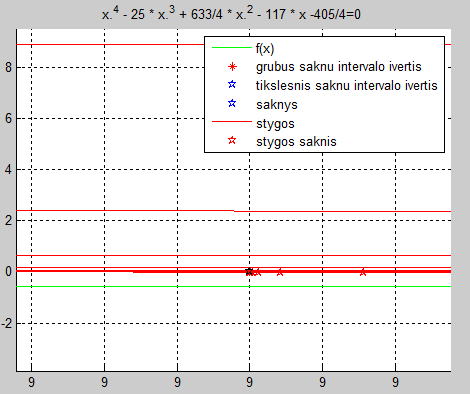 x.^4 - 25 * x.^3 + 633/4 * x.^2 - 117 * x -405/4=0
f(x)
grubus saknu intervalo ivertis
tikslesnis saknu intervalo ivertis
saknys
stygos
stygos saknis
8
6
4
2
0
-2
9 9 9 9 9 9